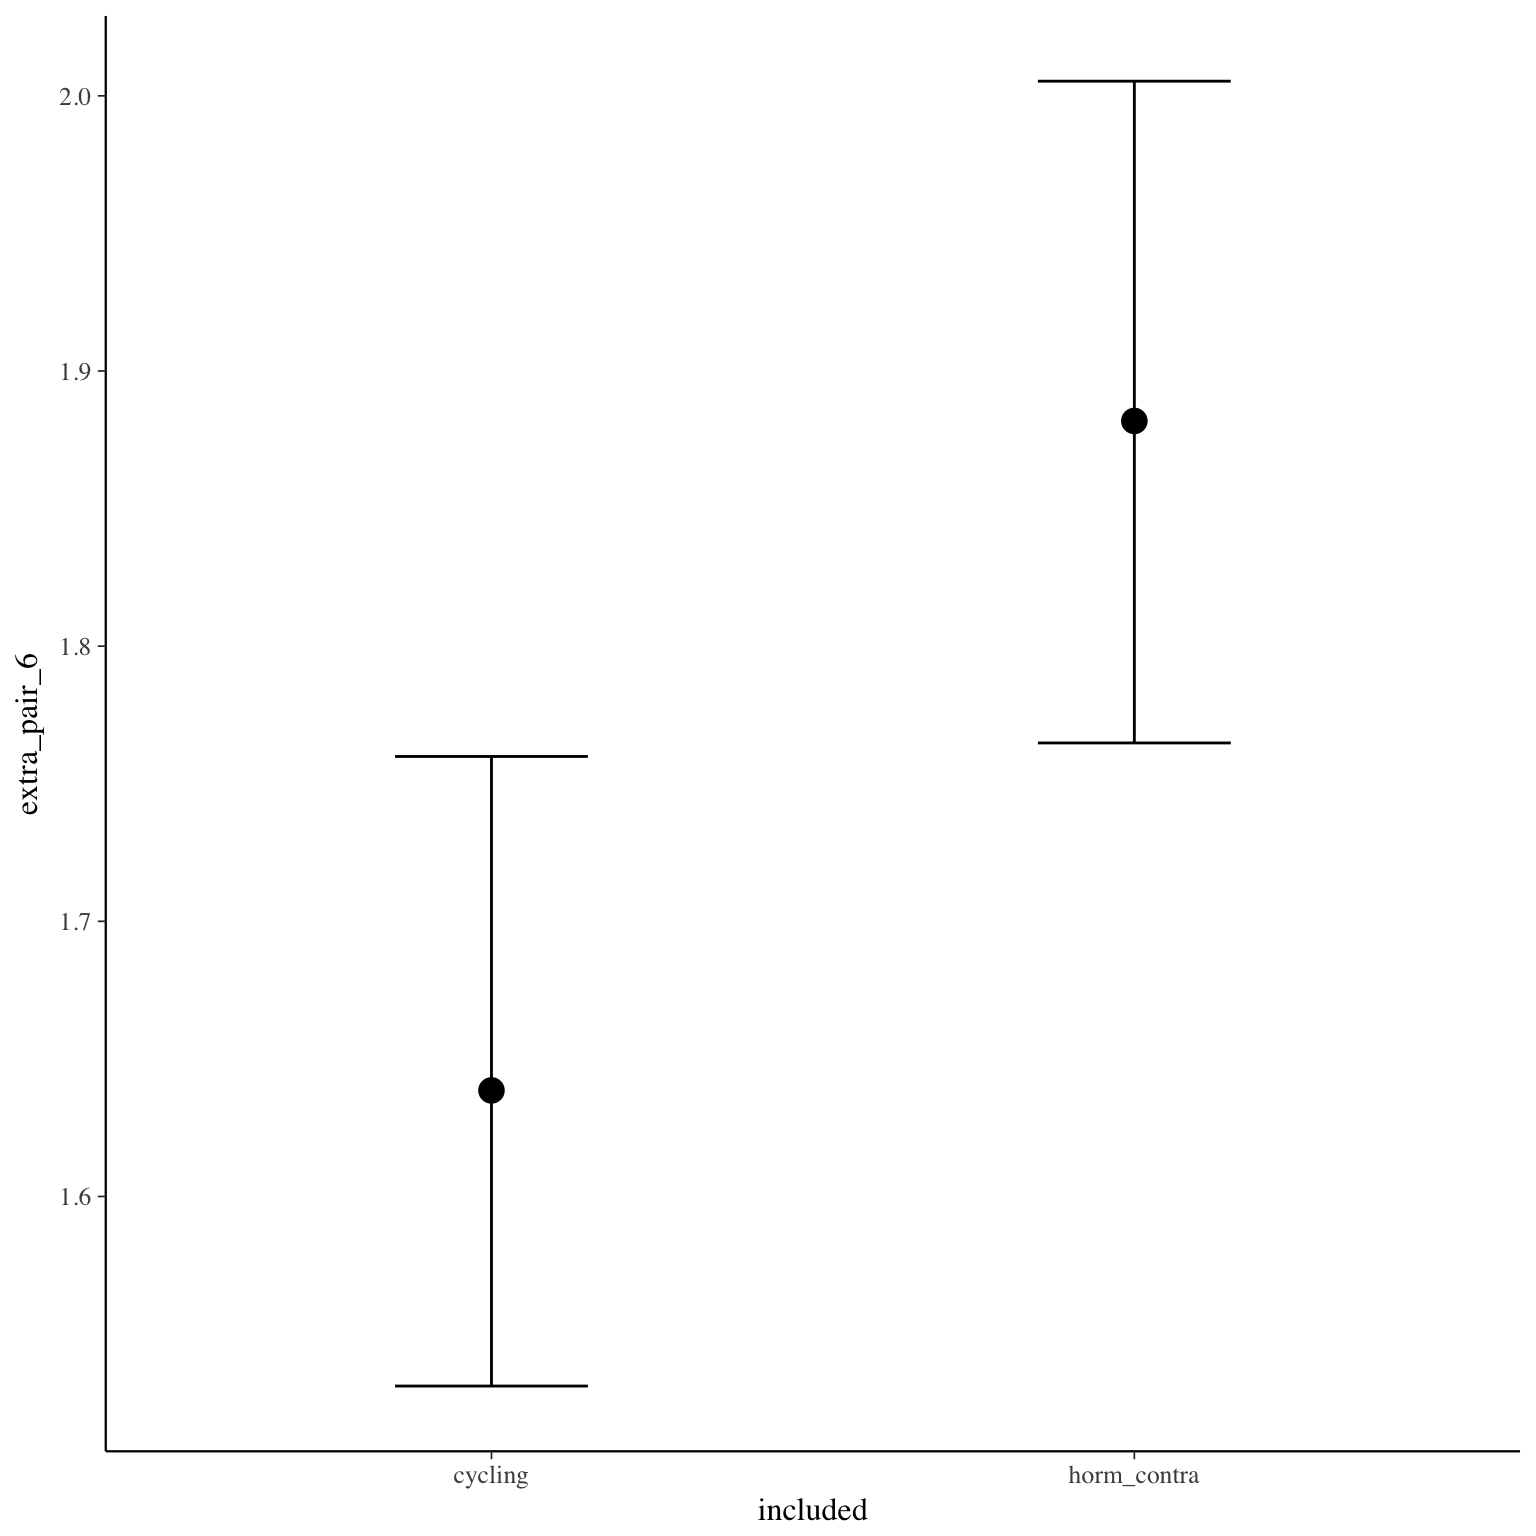 2.0
1.9
1.8
1.7
1.6
extra_pair_6
cycling
horm_contra
included